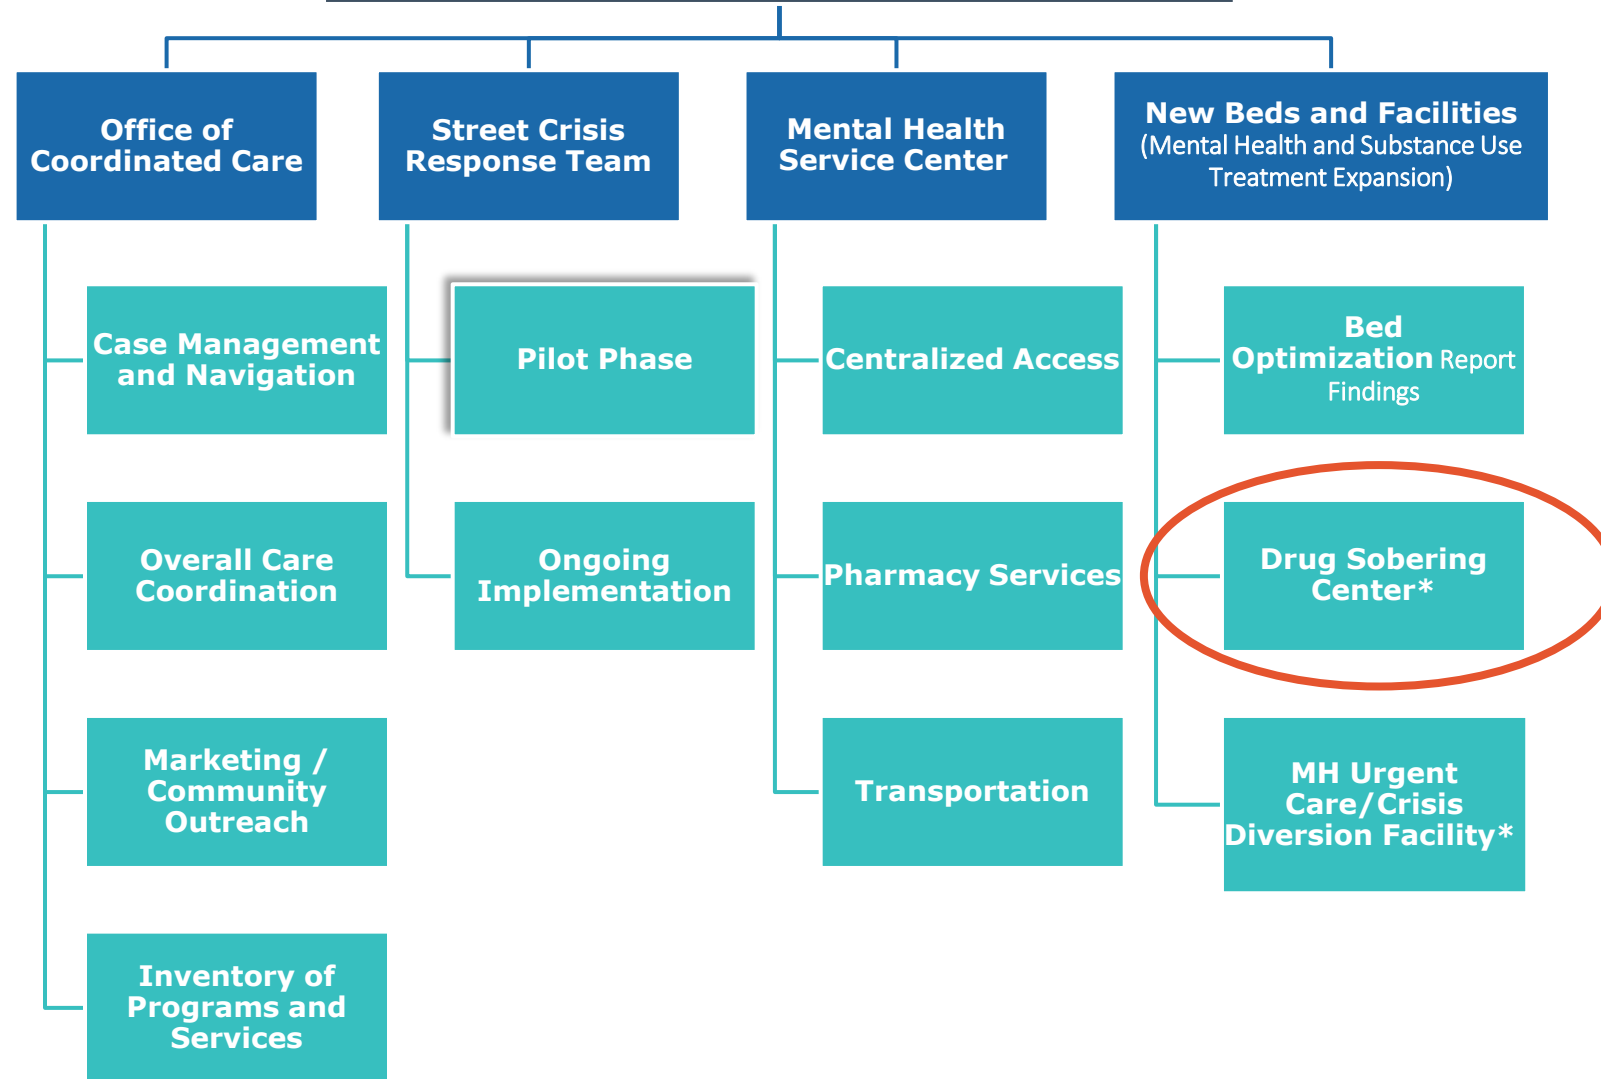 Office of
Coordinated Care
Street Crisis
Response Team
Mental Health
Service Center
New Beds and Facilities
(Mental Health and Substance Use
Treatment Expansion)
Case Management
and Navigation
Pilot Phase
Centralized Access
Bed
Optimization Report
Findings
Overall Care
Coordination
Ongoing
Implementation
Pharmacy Services
Drug Sobering
Center*
Marketing /
Community
Outreach
Transportation
MH Urgent
Care/Crisis
Diversion Facility*
Inventory of
Programs and
Services